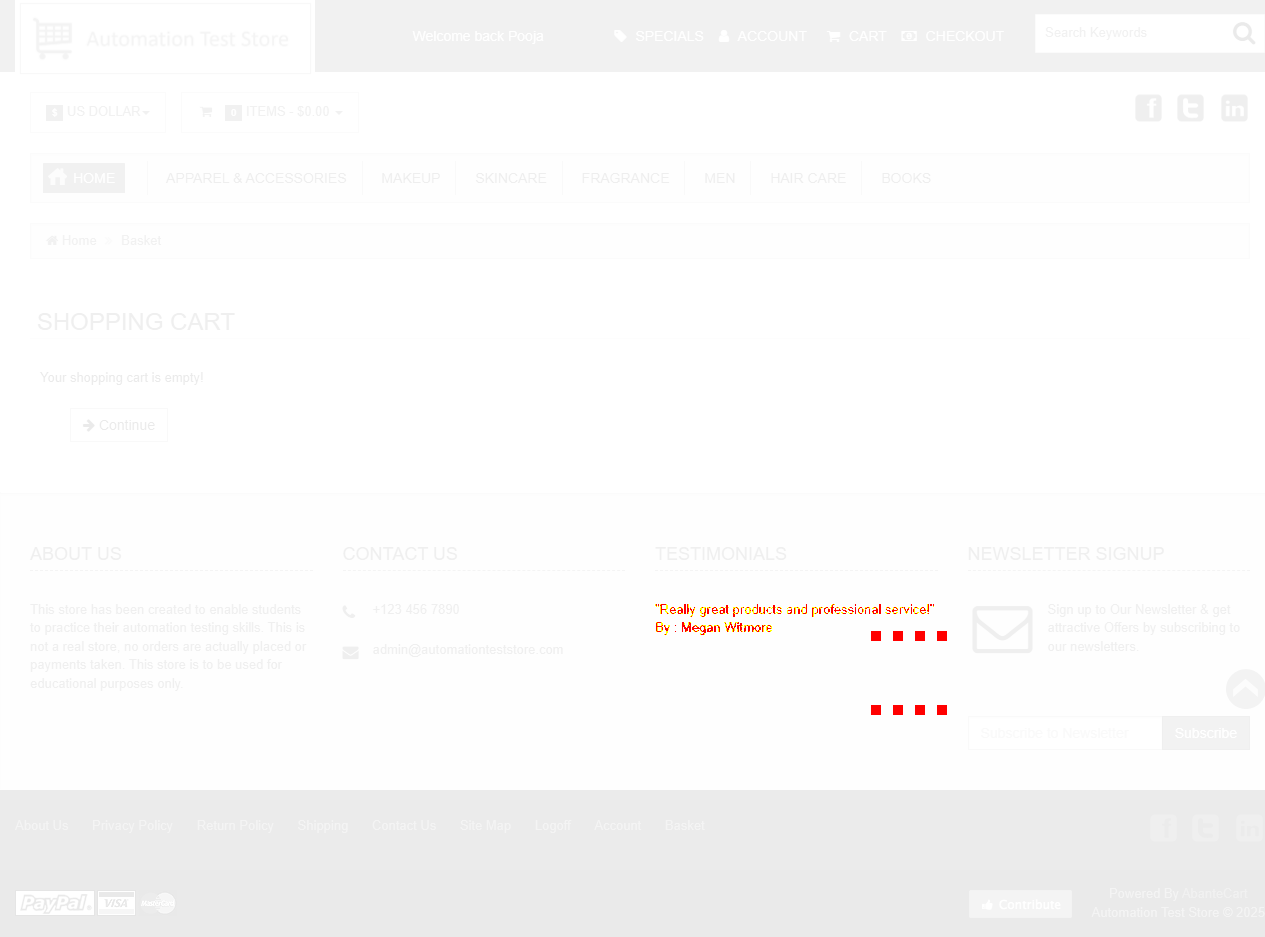 Automation Test Store
Welcome back Pooja
SPECIALS
ACCOUNT
CART
CHECKOUT
Search Keywords
$ US DOLLAR
0 ITEMS - $0.00
HOME
APPAREL & ACCESSORIES
MAKEUP
SKINCARE
FRAGRANCE
MEN
HAIR CARE
BOOKS
Home
Basket
SHOPPING CART
Your shopping cart is empty!
Continue
ABOUT US
This store has been created to enable students
to practice their automation testing skills. This is
not a real store, no orders are actually placed or
payments taken. This store is to be used for
educational purposes only.
CONTACT US
+123 456 7890
admin@automationteststore.com
TESTIMONIALS
"Really great products and professional service!"
By : Megan Witmore
NEWSLETTER SIGNUP
Sign up to Our Newsletter & get
attractive Offers by subscribing to
our newsletters.
Subscribe to Newsletter
Subscribe
About Us
Privacy Policy
Return Policy
Shipping
Contact Us
Site Map
Logoff
Account
Basket
PayPal
VISA
Contribute
Powered By AbanteCart
Automation Test Store © 2025